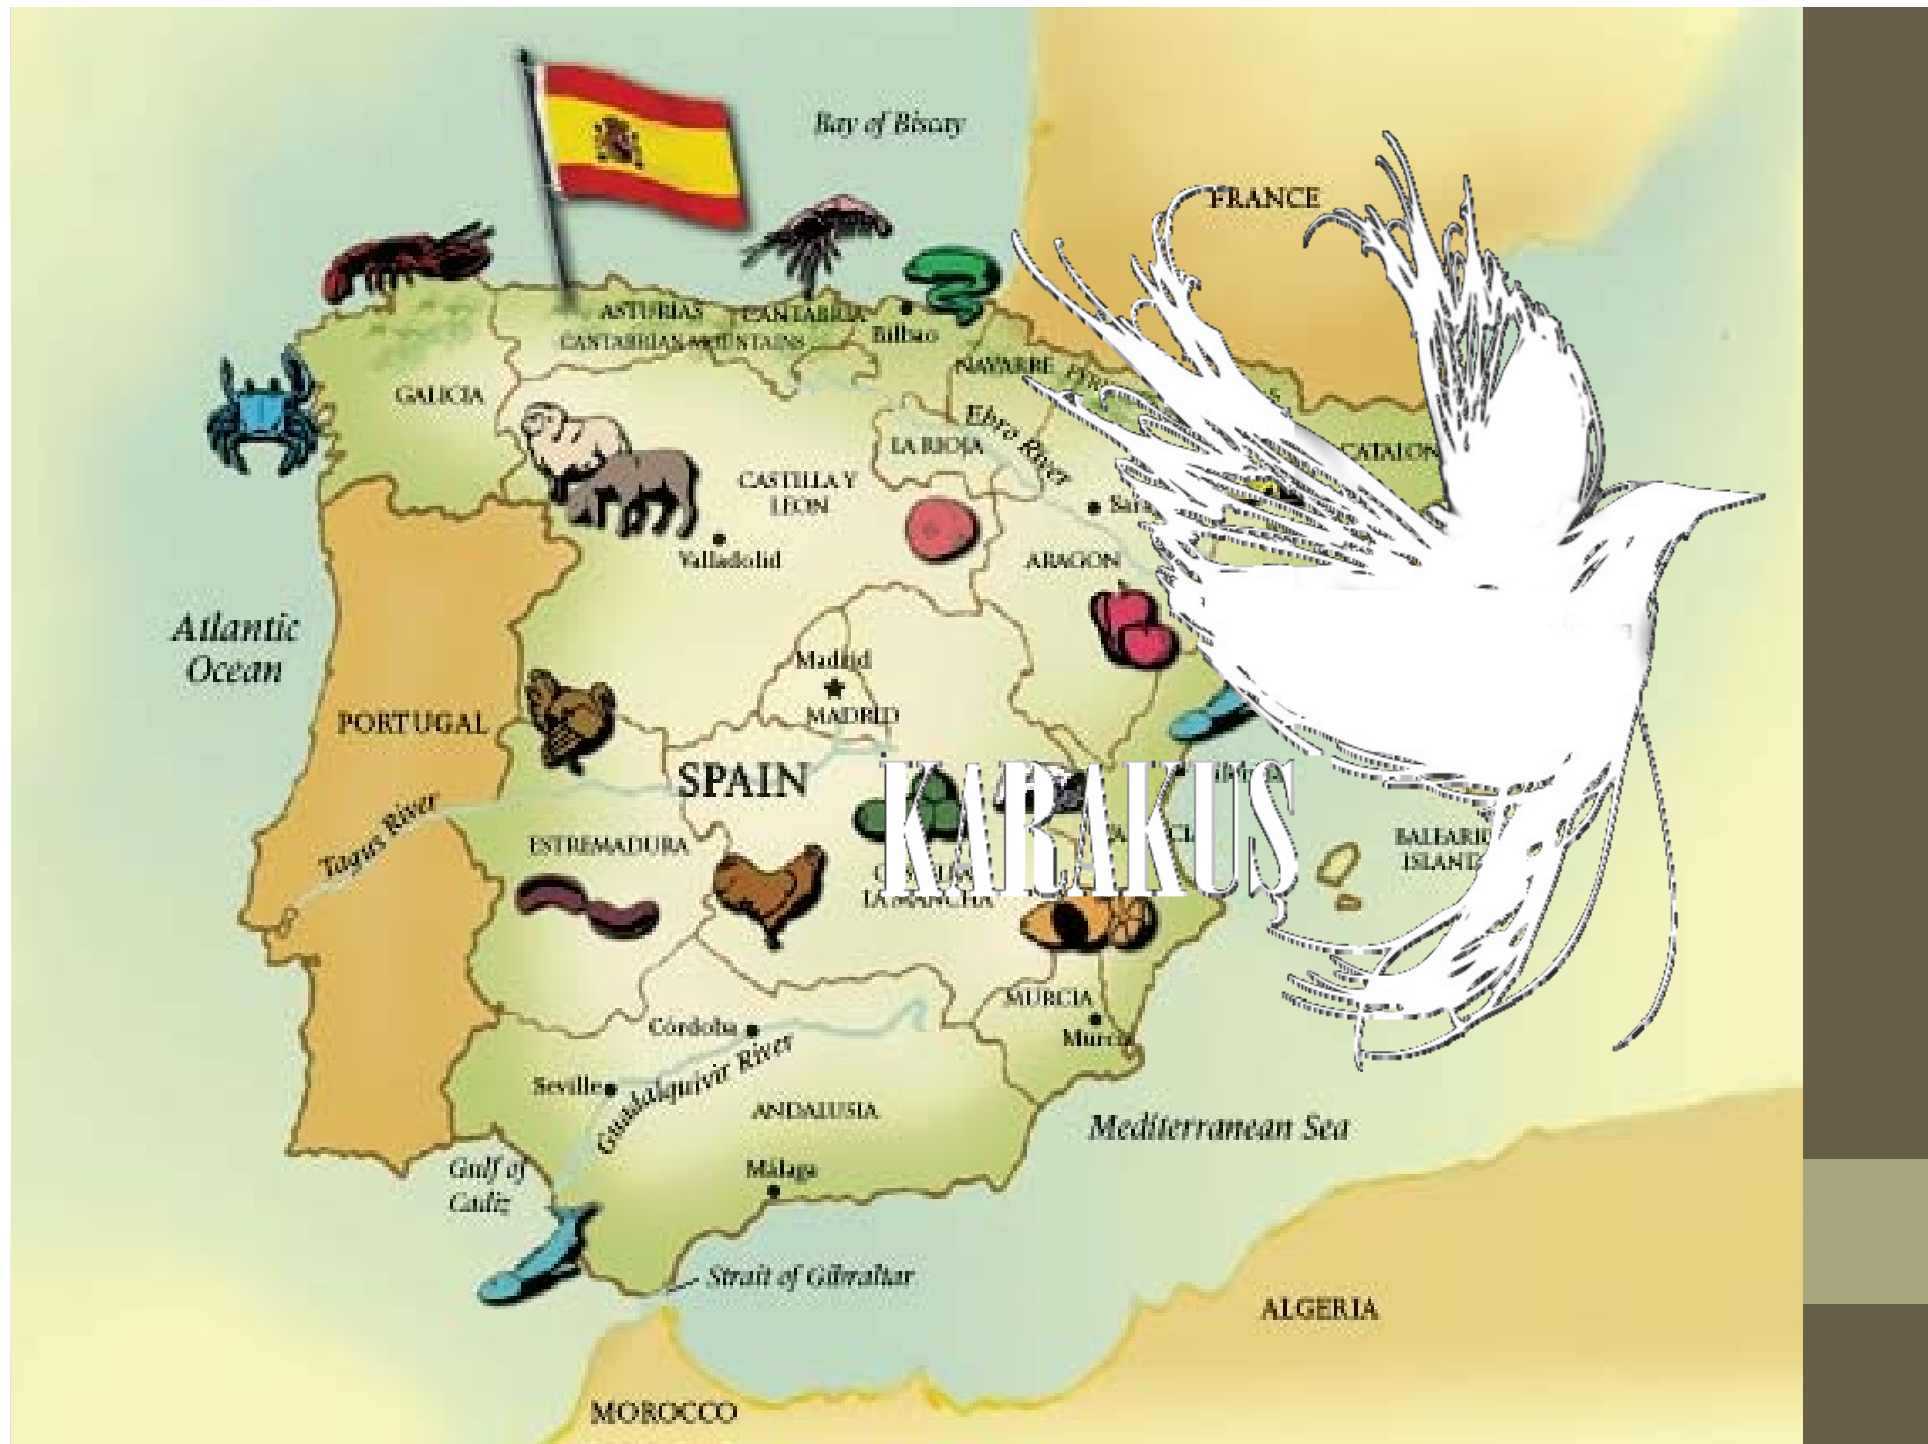 Bay of Biscay
FRANCE
ASTURIAS
CANTABRIA
CANTABRIAN MOUNTAINS
Bilbao
NAVARRE
GALICIA
Ebro River
LA RIOJA
CATALON
CASTILLA Y
LEON
Valladolid
ARAGON
Atlantic
Ocean
Madrid
MADRID
PORTUGAL
SPAIN
KARAKUŞ
Tagus River
ESTREMADURA
BALEARIC
ISLAND
LA MANCHA
MURCIA
Murcia
Córdoba
Guadalquivir River
Seville
ANDALUSIA
Mediterranean Sea
Gulf of
Cadiz
Málaga
Strait of Gibraltar
ALGERIA
MOROCCO